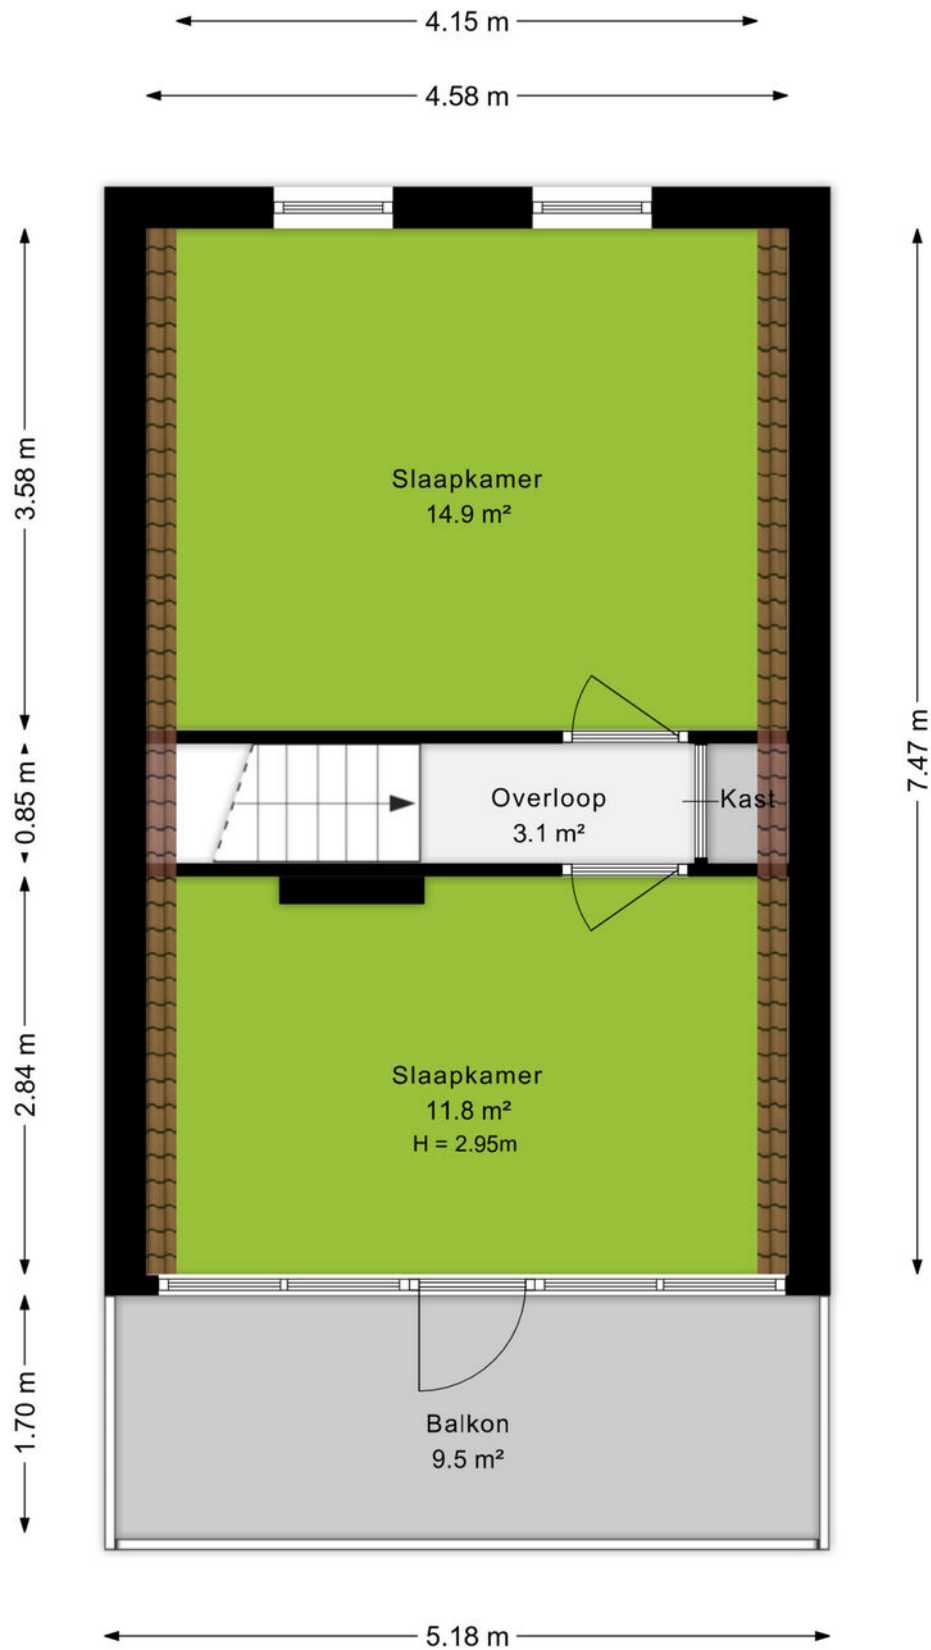 4.15 m
4.58 m
3.58 m
Slaapkamer
14.9 m²
7.47 m
0.85 m
Overloop
3.1 m²
Kast
2.84 m
Slaapkamer
11.8 m²
H = 2.95m
1.70 m
Balkon
9.5 m²
5.18 m